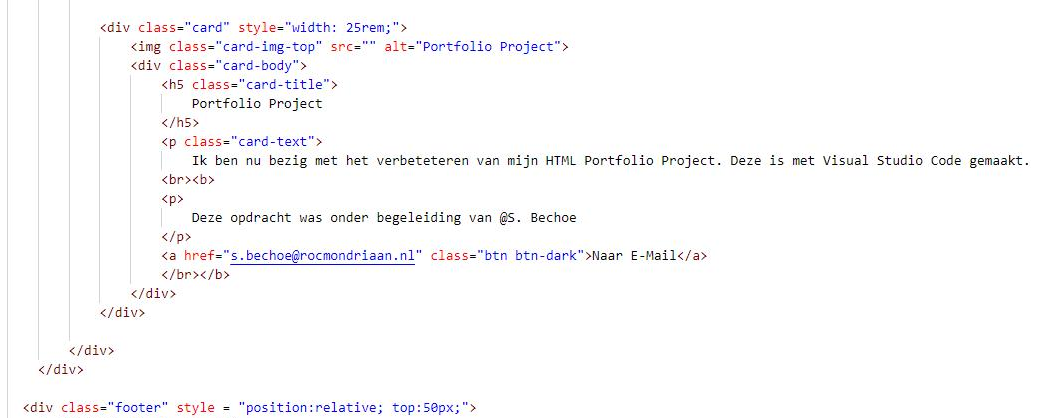 <div class="card" style="width: 25rem;">
<img class="card-img-top" src="" alt="Portfolio Project">
<div class="card-body">
<h5 class="card-title">
Portfolio Project
</h5>
<p class="card-text">
Ik ben nu bezig met het verbeteteren van mijn HTML Portfolio Project. Deze is met Visual Studio Code gemaakt.
<br><b>
<p>
Deze opdracht was onder begeleiding van @S. Bechoe
</p>
<a href="s.bechoe@rocmondriaan.nl" class="btn btn-dark">Naar E-Mail</a>
</br></b>
</div>
</div>
</div>
</div>
<div class="footer" style = "position:relative; top:50px;">